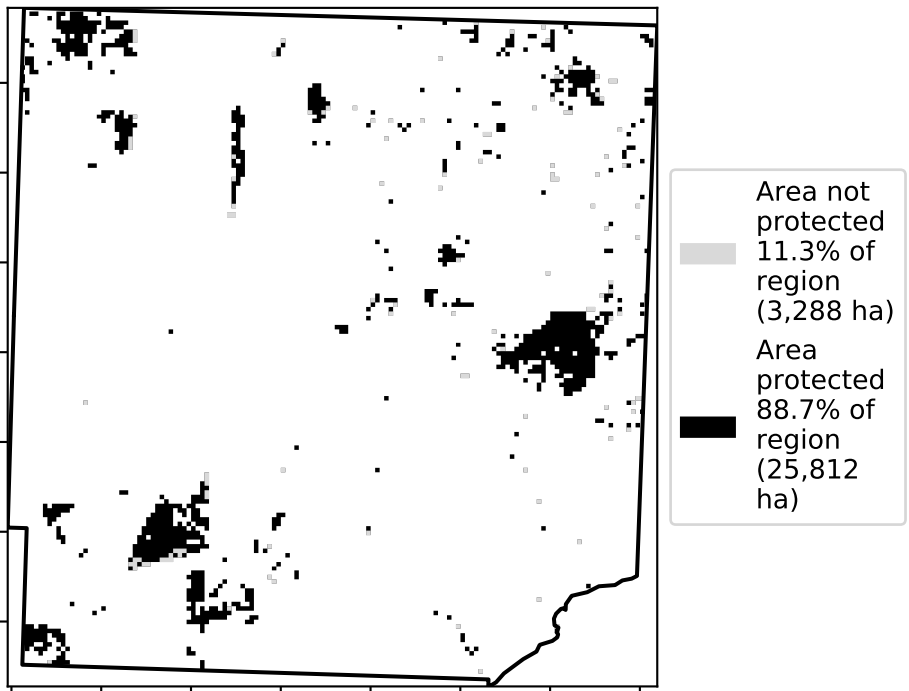 Area not
protected
11.3% of
region
(3,288 ha)
Area
protected
88.7% of
region
(25,812
ha)